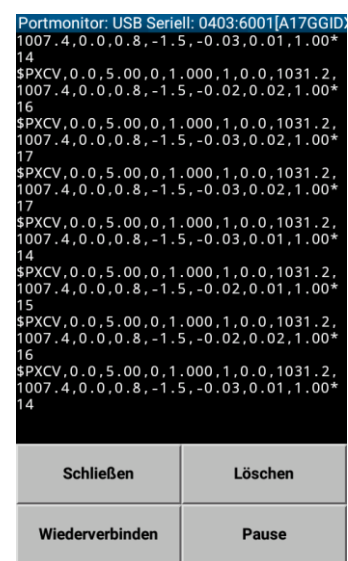 Portmonitor: USB Seriell: 0403:6001[A17GGIDX
1007.4,0.0,0.8,-1.5,-0.03,0.01,1.00*
14
$PXCV,0.0,5.00,0,1.000,1,0.0,1031.2,
1007.4,0.0,0.8,-1.5,-0.02,0.02,1.00*
16
$PXCV,0.0,5.00,0,1.000,1,0.0,1031.2,
1007.4,0.0,0.8,-1.5,-0.03,0.02,1.00*
17
$PXCV,0.0,5.00,0,1.000,1,0.0,1031.2,
1007.4,0.0,0.8,-1.5,-0.03,0.02,1.00*
17
$PXCV,0.0,5.00,0,1.000,1,0.0,1031.2,
1007.4,0.0,0.8,-1.5,-0.03,0.01,1.00*
14
$PXCV,0.0,5.00,0,1.000,1,0.0,1031.2,
1007.4,0.0,0.8,-1.5,-0.02,0.01,1.00*
15
$PXCV,0.0,5.00,0,1.000,1,0.0,1031.2,
1007.4,0.0,0.8,-1.5,-0.02,0.02,1.00*
16
$PXCV,0.0,5.00,0,1.000,1,0.0,1031.2,
1007.4,0.0,0.8,-1.5,-0.03,0.01,1.00*
14
Schließen
Löschen
Wiederverbinden
Pause